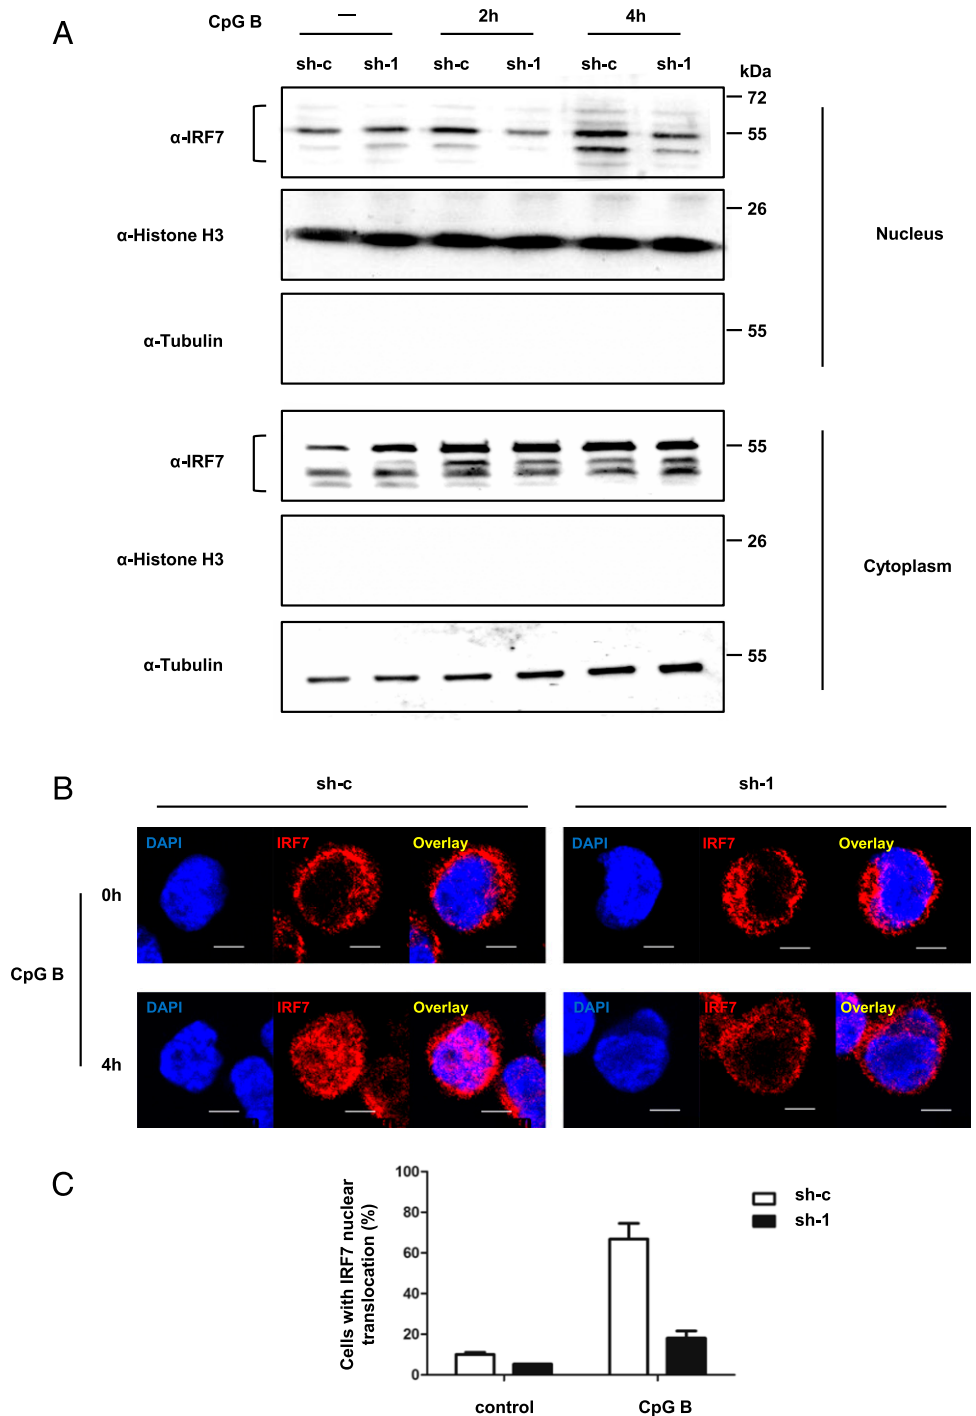 A
CpG B — 2h 4h
sh-c sh-1 sh-c sh-1 sh-c sh-1 kDa
72
α-IRF7 55
26
α-Histone H3 Nucleus
α-Tubulin 55
α-IRF7 55
26
α-Histone H3 Cytoplasm
α-Tubulin 55
B
sh-c sh-1
DAPI IRF7 Overlay DAPI IRF7 Overlay
0h
CpG B
DAPI IRF7 Overlay DAPI IRF7 Overlay
4h
C
Cells with IRF7 nuclear
translocation (%)
100
80
60
40
20
0
sh-c
sh-1
control CpG B